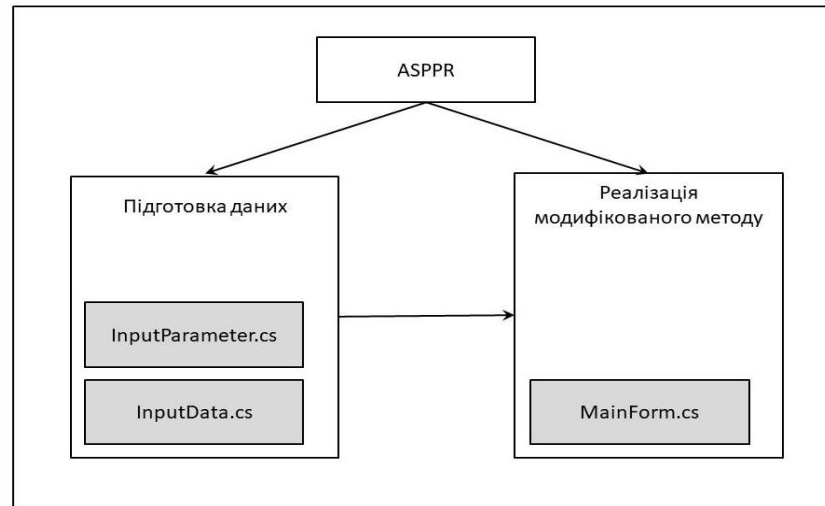 ASPPR
Підготовка даних
InputParameter.cs
InputData.cs
Реалізація
модифікованого методу
MainForm.cs